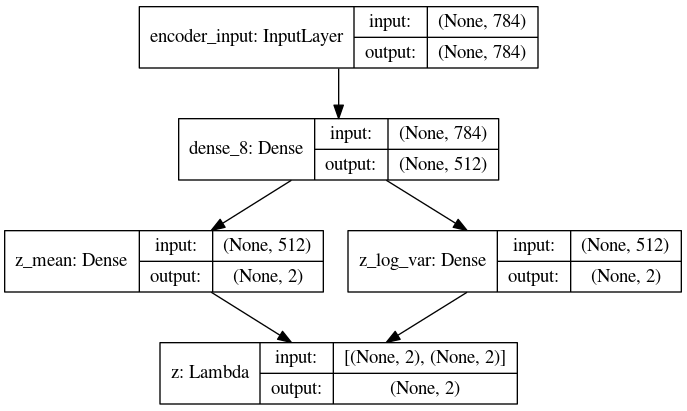 encoder_input: InputLayer
input: (None, 784)
output: (None, 784)
dense_8: Dense
input: (None, 784)
output: (None, 512)
z_mean: Dense
input: (None, 512)
output: (None, 2)
z_log_var: Dense
input: (None, 512)
output: (None, 2)
z: Lambda
input: [(None, 2), (None, 2)]
output: (None, 2)